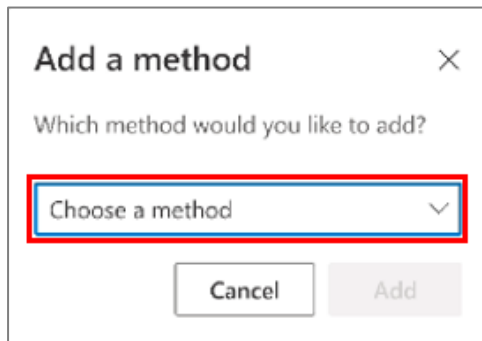 Add a method
Which method would you like to add?
Choose a method
Cancel
Add